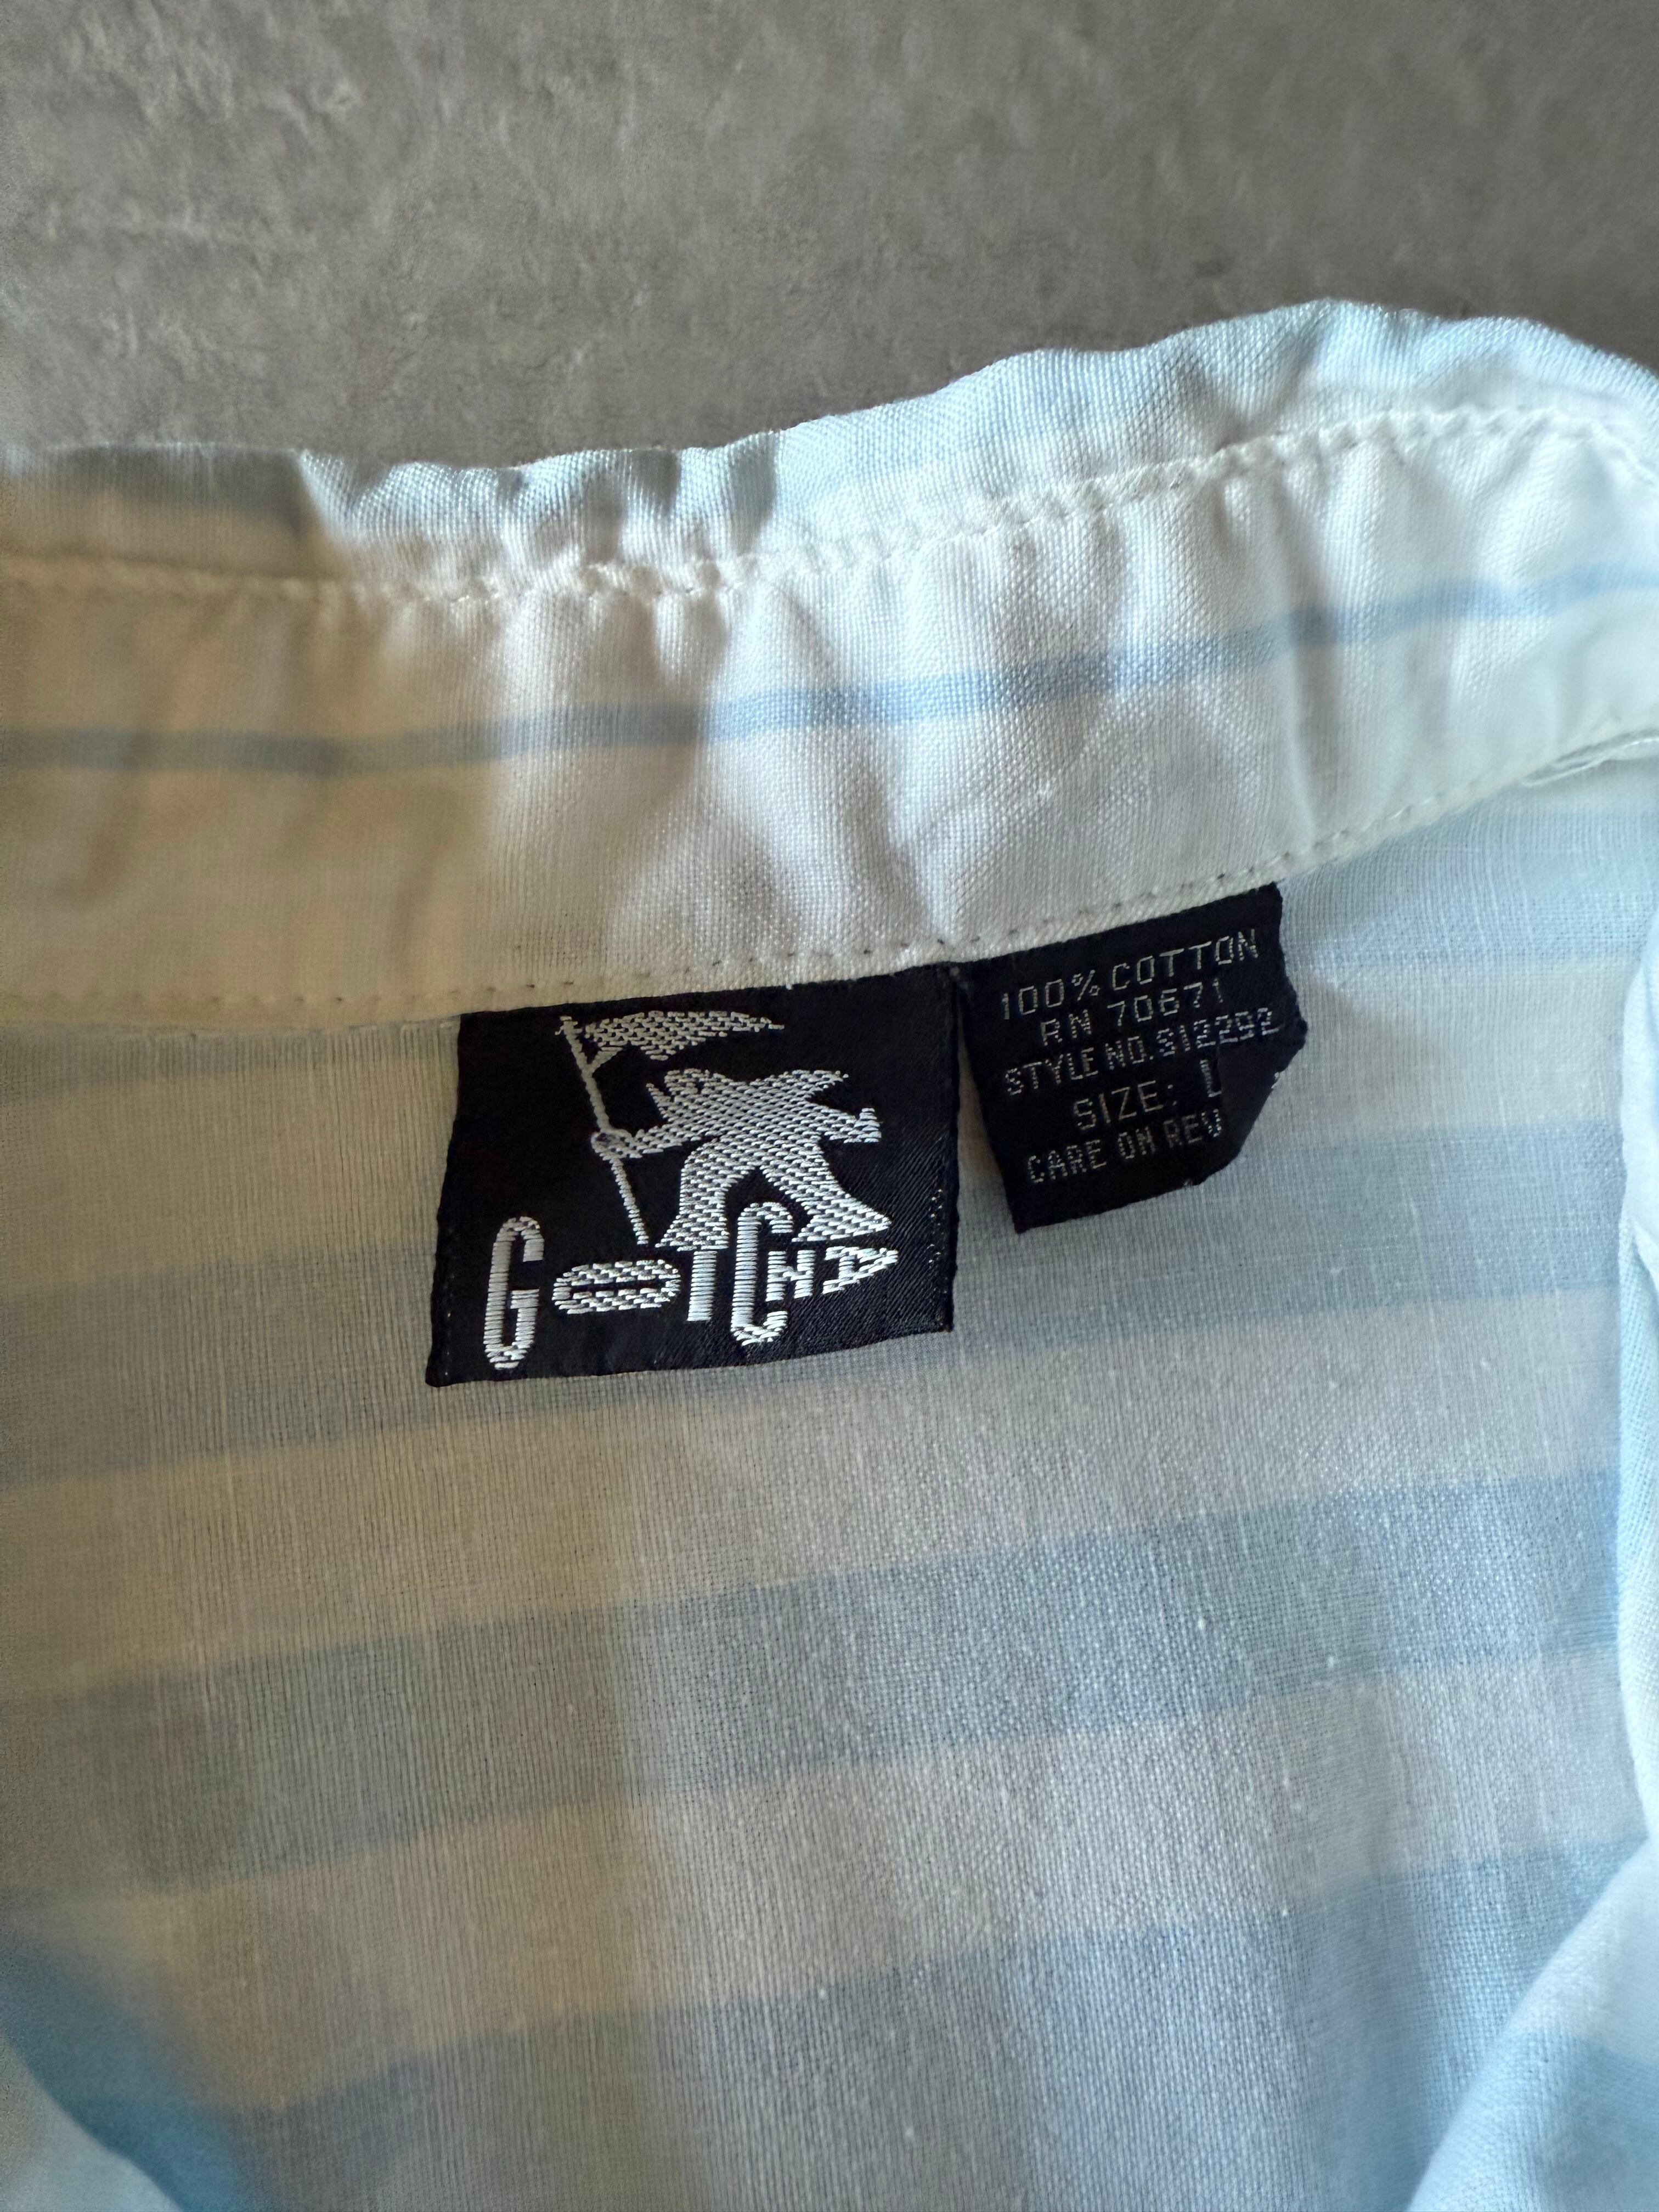 GOTCHA
100% COTTON
RN 70671
STYLE NO. S12292
SIZE: L
CARE ON REV